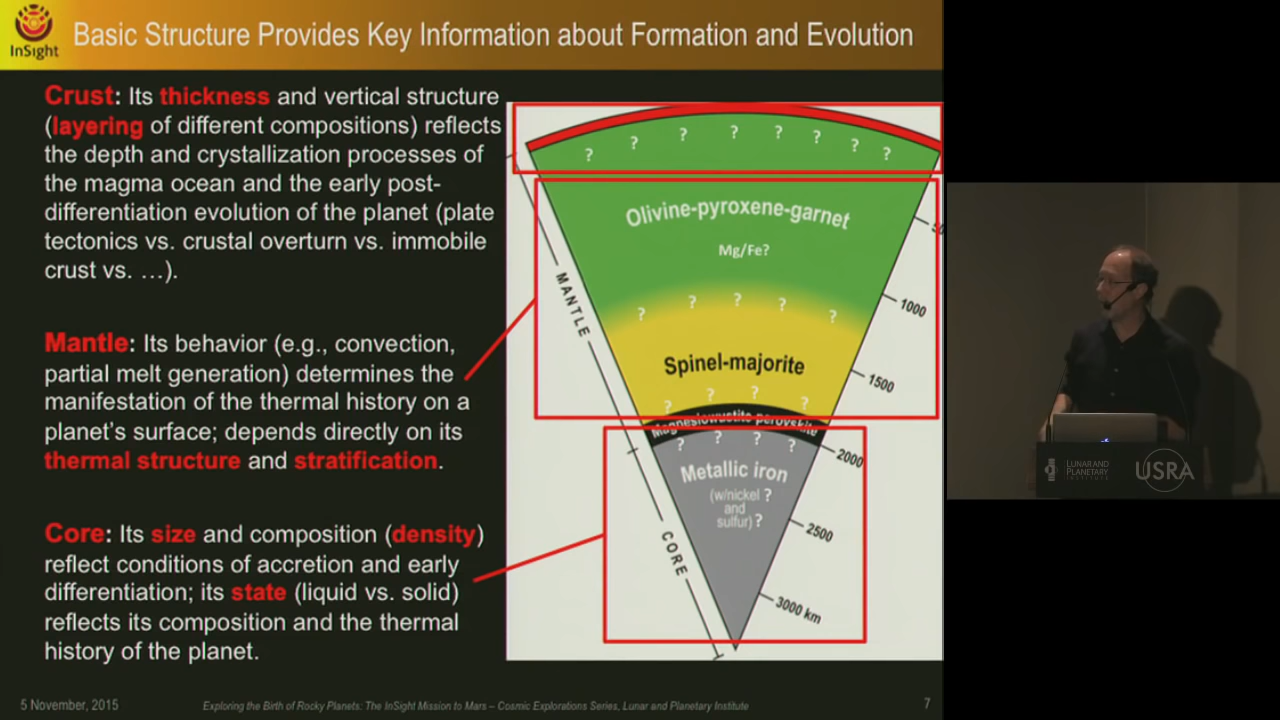 InSight
Basic Structure Provides Key Information about Formation and Evolution
Crust: Its thickness and vertical structure
(layering of different compositions) reflects
the depth and crystallization processes of
the magma ocean and the early post-
differentiation evolution of the planet (plate
tectonics vs. crustal overturn vs. immobile
crust vs. …).
Mantle: Its behavior (e.g., convection,
partial melt generation) determines the
manifestation of the thermal history on a
planet's surface; depends directly on its
thermal structure and stratification.
Core: Its size and composition (density)
reflect conditions of accretion and early
differentiation; its state (liquid vs. solid)
reflects its composition and the thermal
history of the planet.
? ? ? ? ? ? ? ?
Olivine-pyroxene-garnet
Mg/Fe?
MANTLE
? ? ? ? ?
1000
Spinel-majorite
1500
? ? ? ?
Magnesiowustite perovskite
? ? ? ?
2000
Metallic iron
(w/nickel ?
and
sulfur) ?
2500
CORE
3000 km
LUNAR AND
PLANETARY
INSTITUTE
USRA
5 November, 2015
Exploring the Birth of Rocky Planets: The InSight Mission to Mars – Cosmic Explorations Series, Lunar and Planetary Institute
7